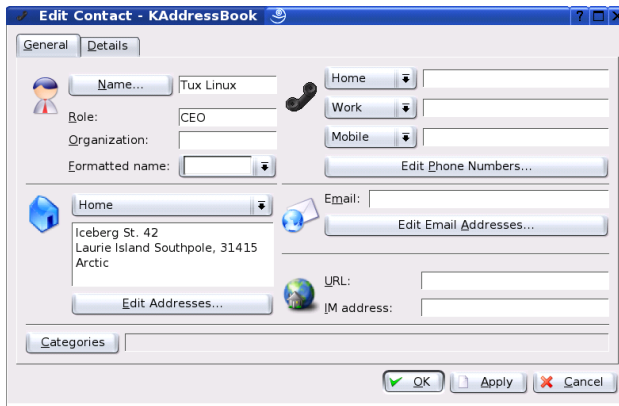 Edit Contact - KAddressBook
General Details
Name... Tux Linux
Role: CEO
Organization:
Formatted name:
Home
Work
Mobile
Edit Phone Numbers...
Home
Iceberg St. 42
Laurie Island Southpole, 31415
Arctic
Edit Addresses...
Email:
Edit Email Addresses...
URL:
IM address:
Categories
OK Apply Cancel